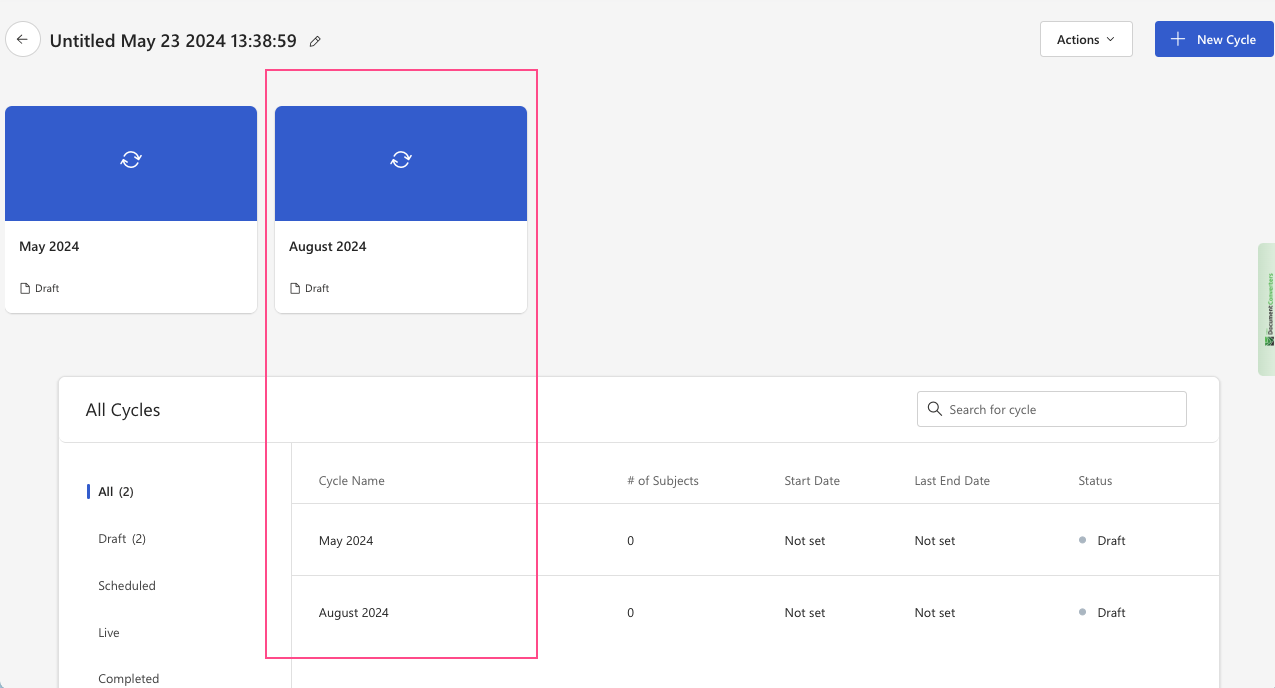 Untitled May 23 2024 13:38:59
Actions
New Cycle
May 2024
Draft
August 2024
Draft
DocumentConverters
All Cycles
Search for cycle
All (2)
Draft (2)
Scheduled
Live
Completed
Cycle Name # of Subjects Start Date Last End Date Status
May 2024 0 Not set Not set Draft
August 2024 0 Not set Not set Draft